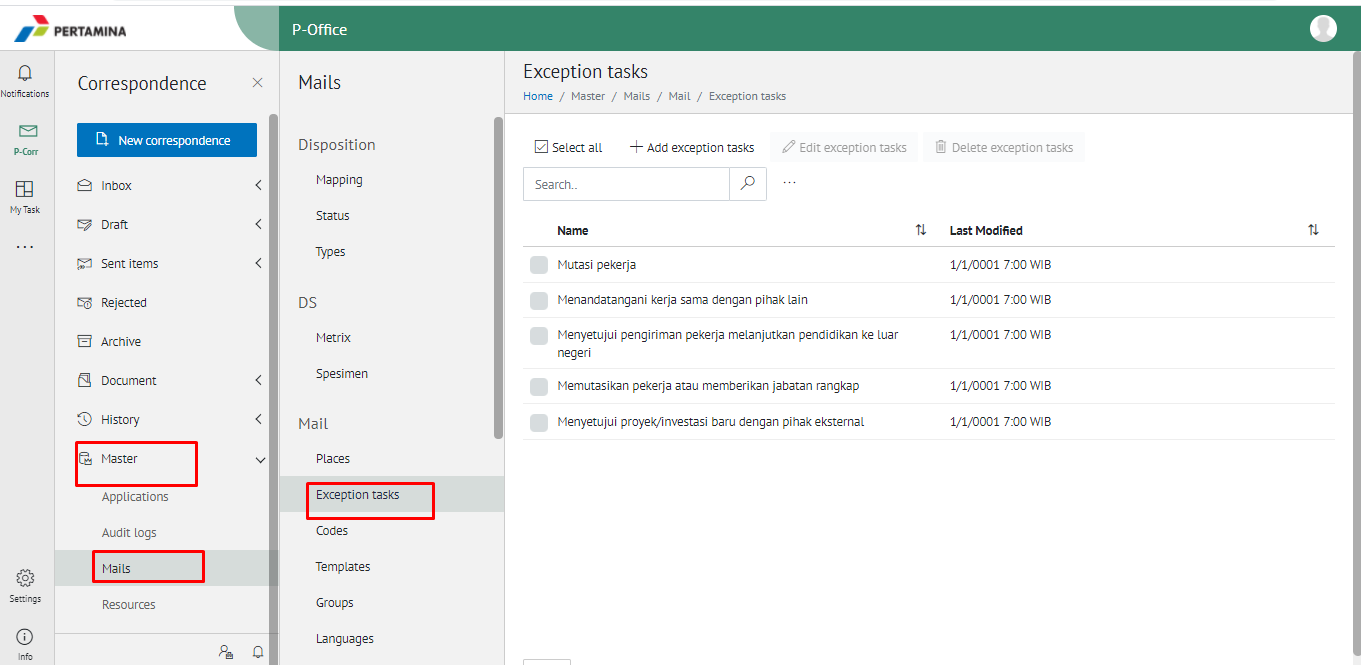 PERTAMINA
P-Office
Notifications
P-Corr
My Task
...
Settings
Info
Correspondence
New correspondence
Inbox
Draft
Sent items
Rejected
Archive
Document
History
Master
Applications
Audit logs
Mails
Resources
Mails
Disposition
Mapping
Status
Types
DS
Metrix
Spesimen
Mail
Places
Exception tasks
Codes
Templates
Groups
Languages
Exception tasks
Home / Master / Mails / Mail / Exception tasks
Select all + Add exception tasks Edit exception tasks Delete exception tasks
Search.. ...
Name Last Modified
Mutasi pekerja 1/1/0001 7:00 WIB
Menandatangani kerja sama dengan pihak lain 1/1/0001 7:00 WIB
Menyetujui pengiriman pekerja melanjutkan pendidikan ke luar 1/1/0001 7:00 WIB
negeri
Memutasikan pekerja atau memberikan jabatan rangkap 1/1/0001 7:00 WIB
Menyetujui proyek/investasi baru dengan pihak eksternal 1/1/0001 7:00 WIB